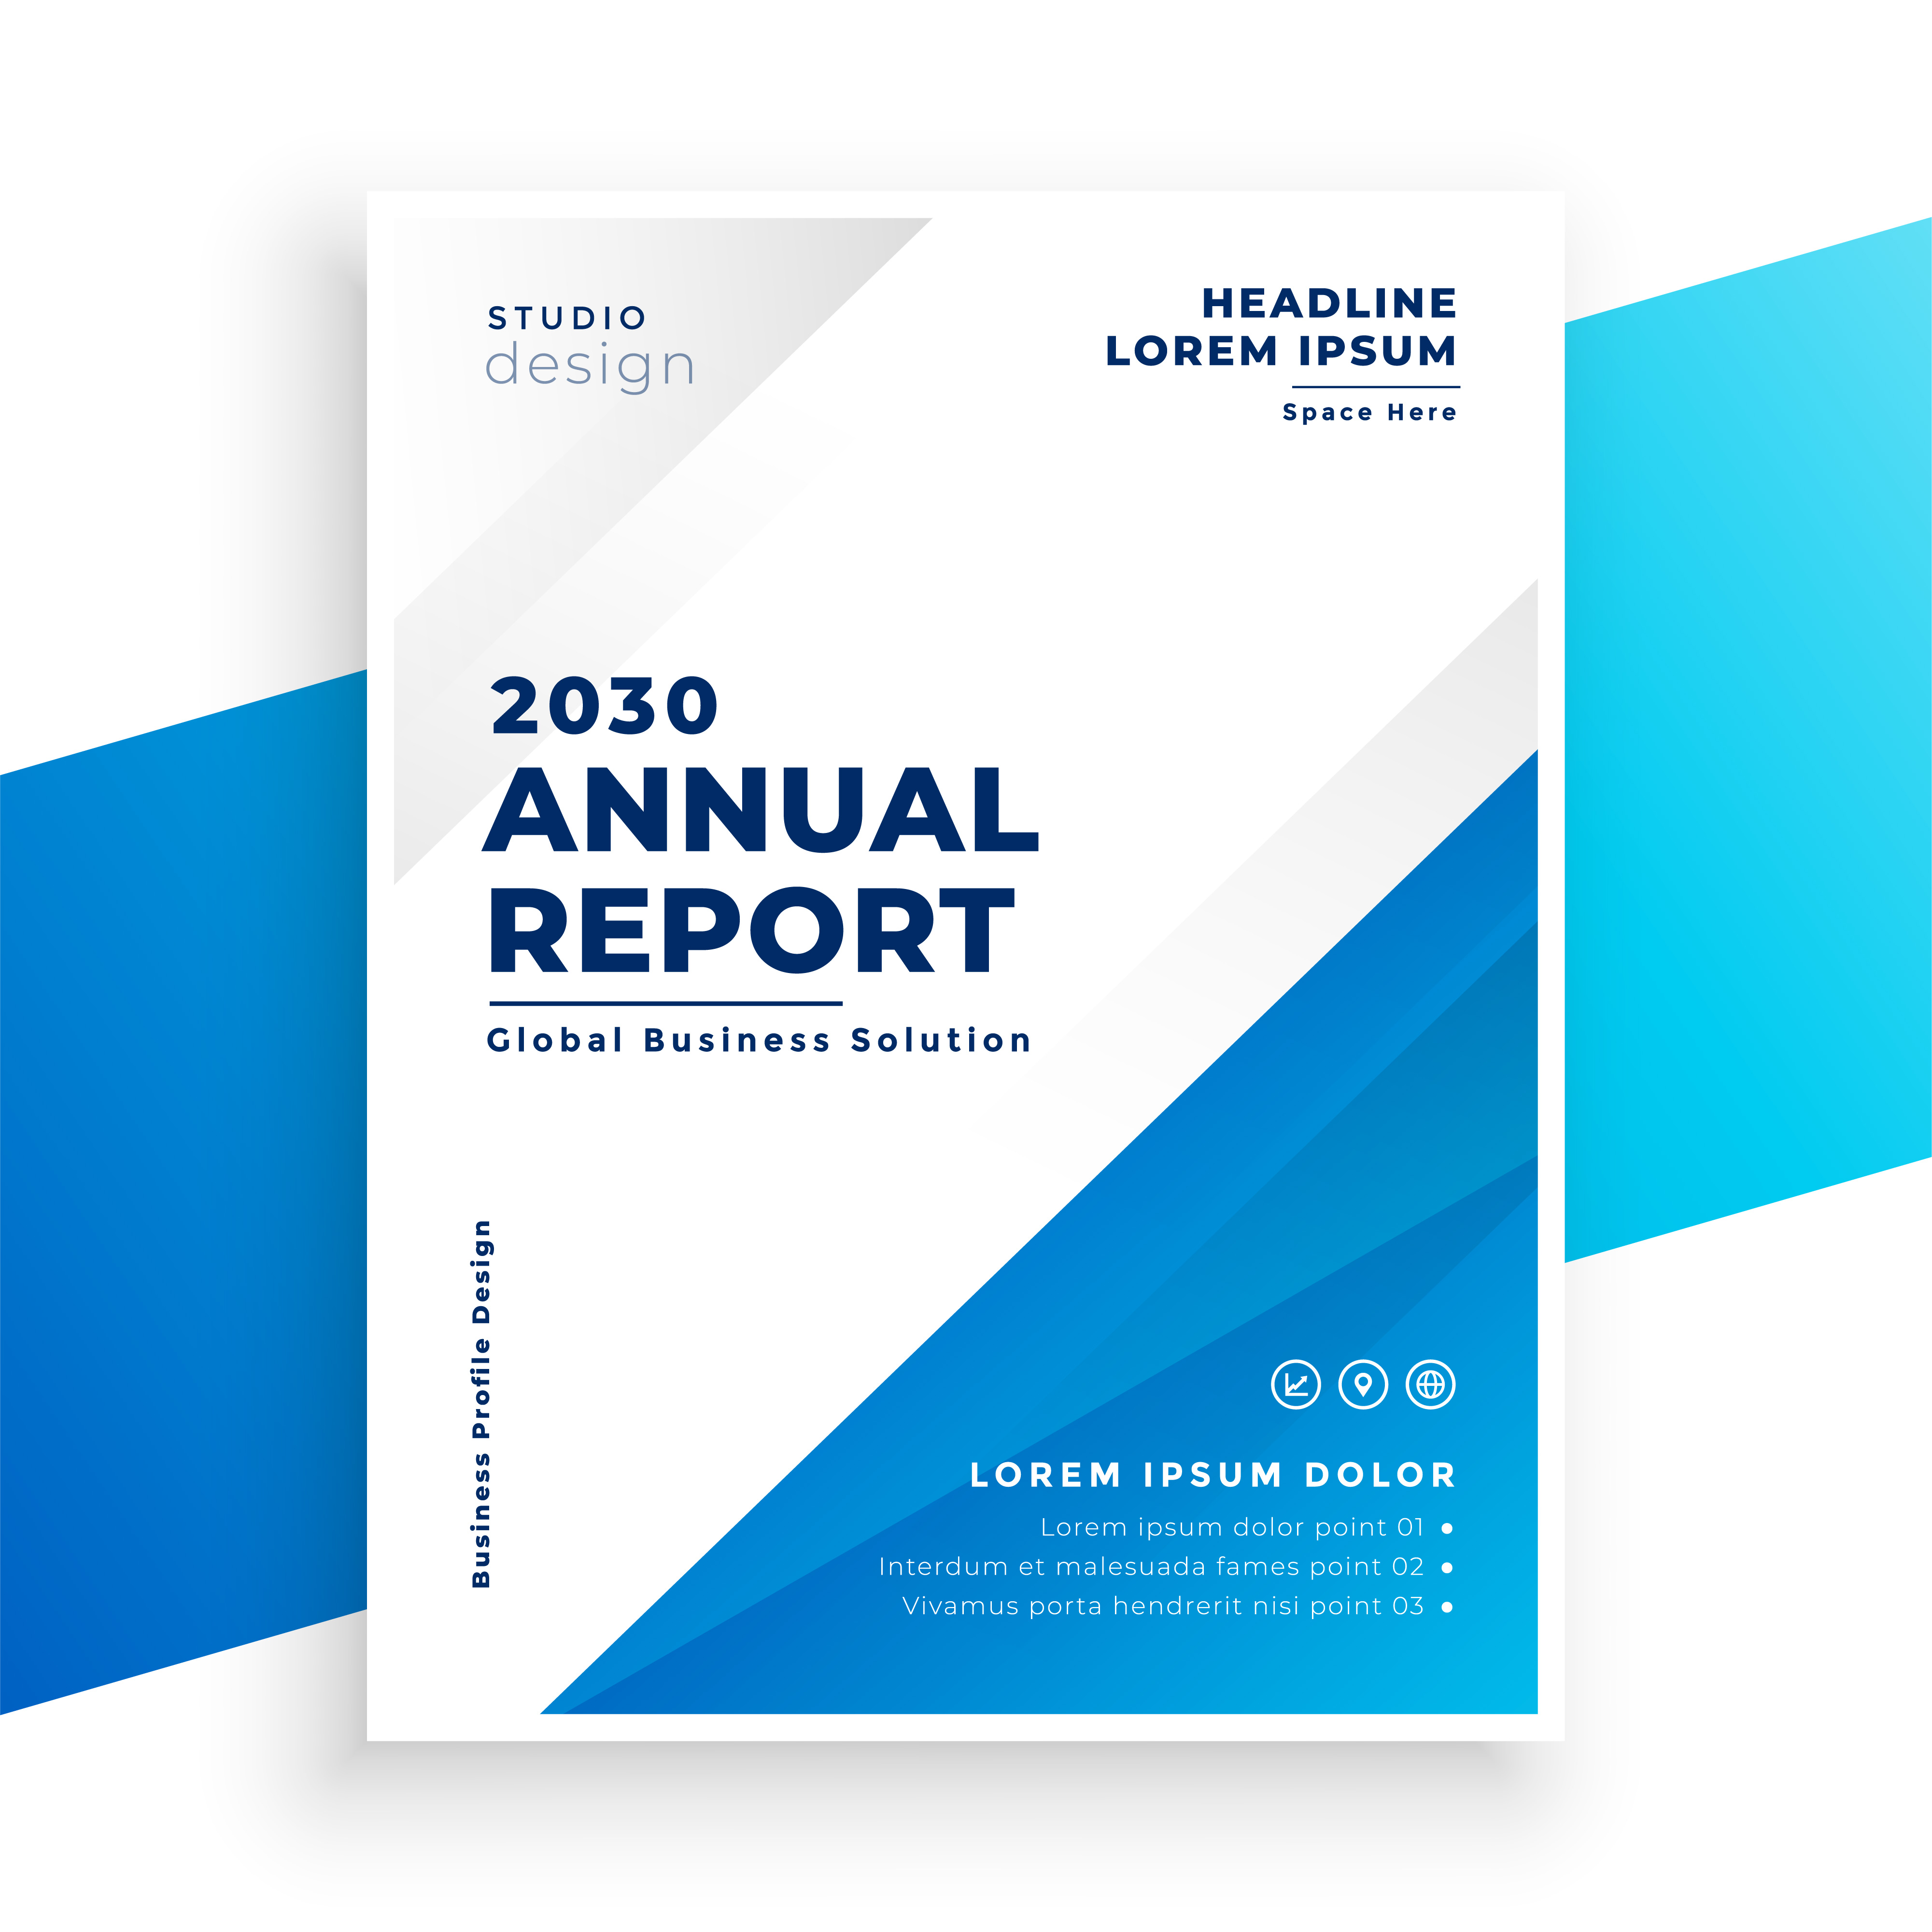 STUDIO
design
HEADLINE
LOREM IPSUM
Space Here
2030
ANNUAL
REPORT
Global Business Solution
Business Profile Design
LOREM IPSUM DOLOR
Lorem ipsum dolor point 01
Interdum et malesuada fames point 02
Vivamus porta hendrerit nisi point 03